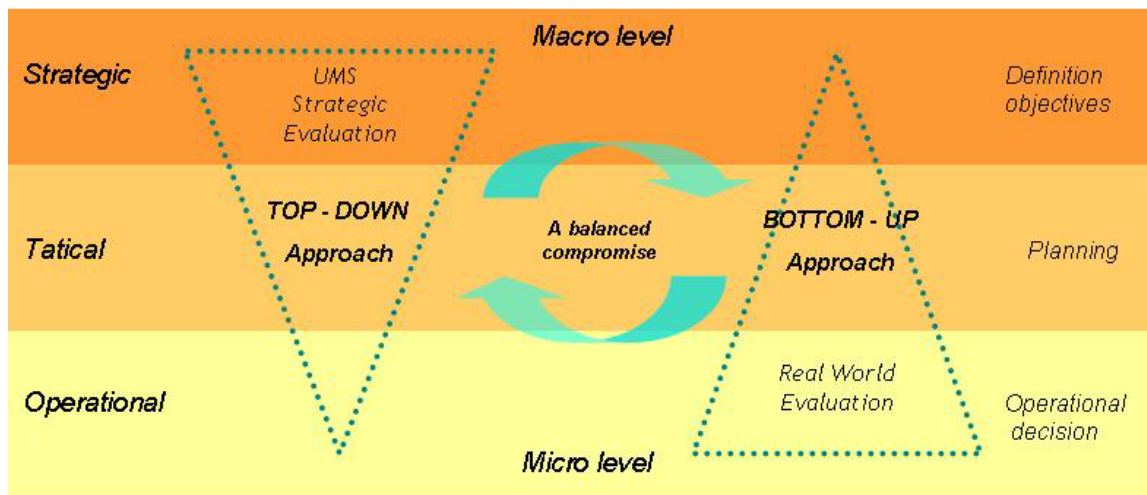 Macro level
Strategic
UMS
Strategic
Evaluation
Definition
objectives
Tatical
TOP - DOWN
Approach
A balanced
compromise
BOTTOM - UP
Approach
Planning
Operational
Real World
Evaluation
Operational
decision
Micro level